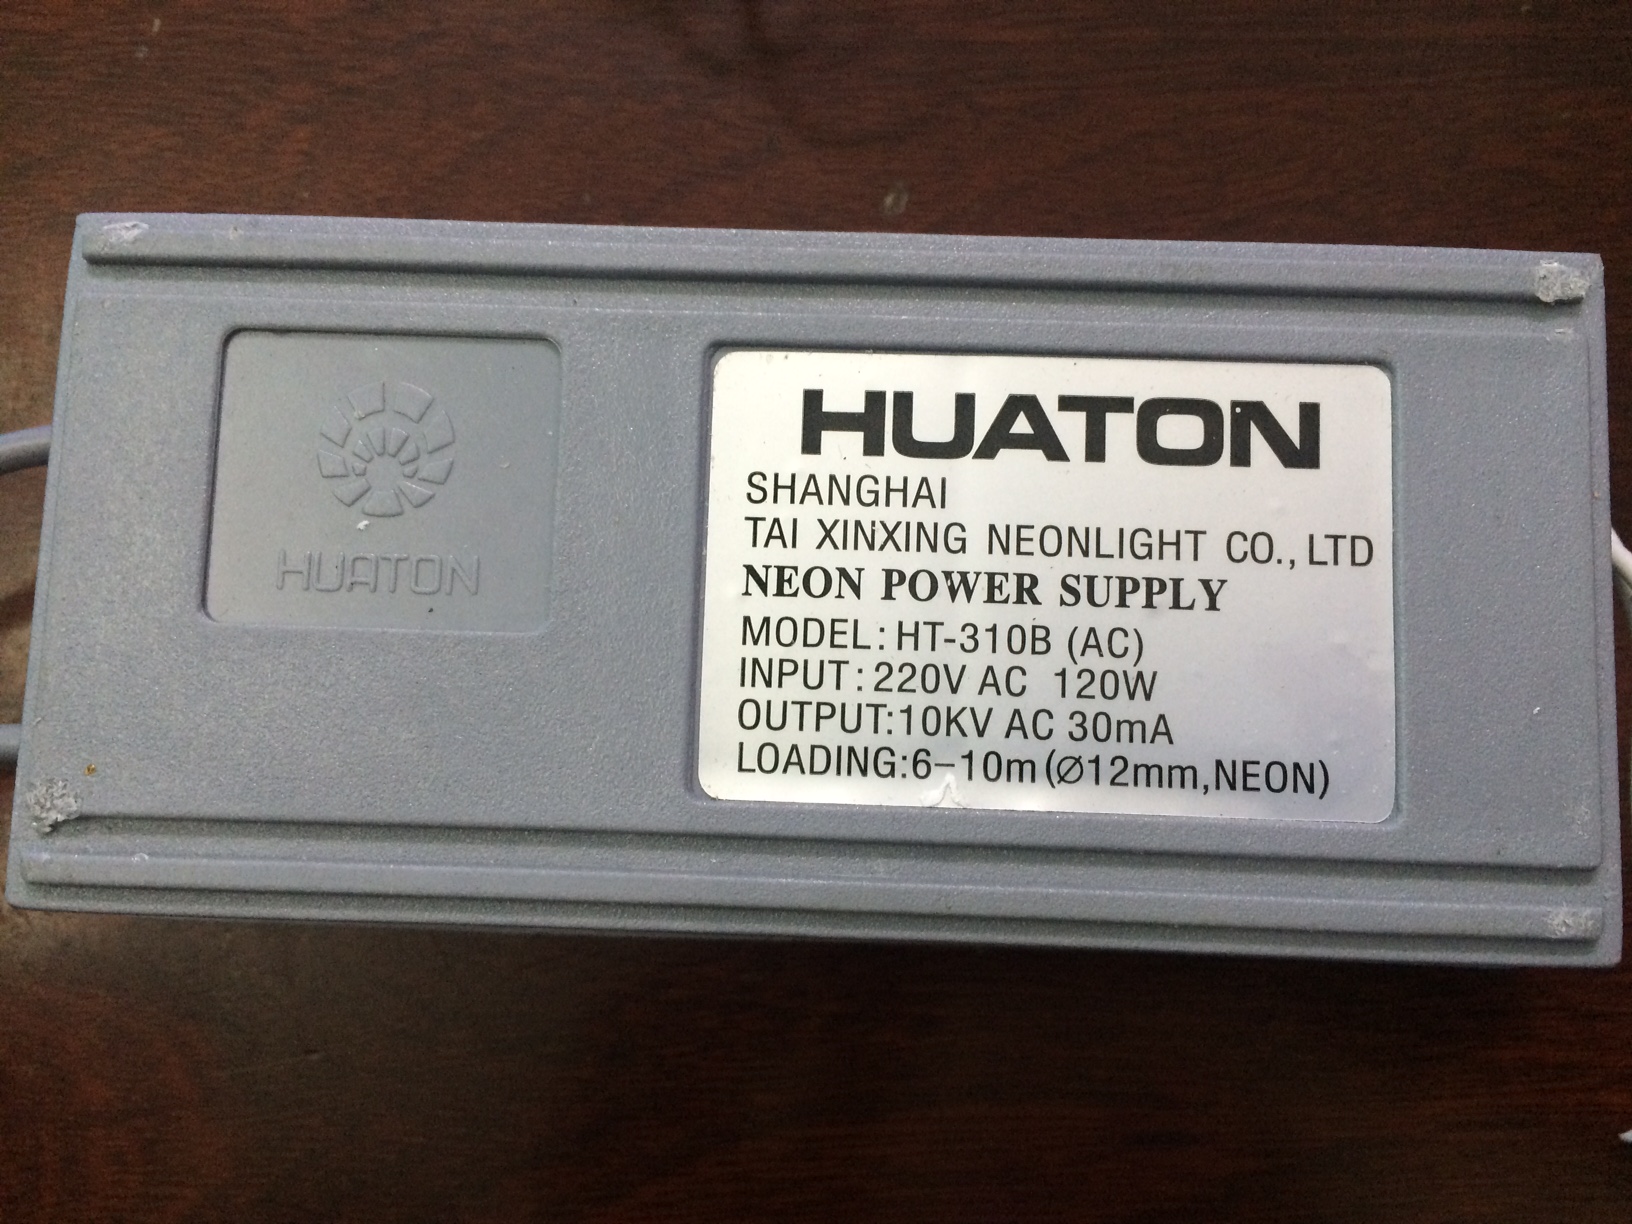 HUATON
HUATON
SHANGHAI
TAI XINXING NEONLIGHT CO., LTD
NEON POWER SUPPLY
MODEL: HT-310B (AC)
INPUT: 220V AC 120W
OUTPUT:10KV AC 30mA
LOADING:6-10m(Ø12mm,NEON)